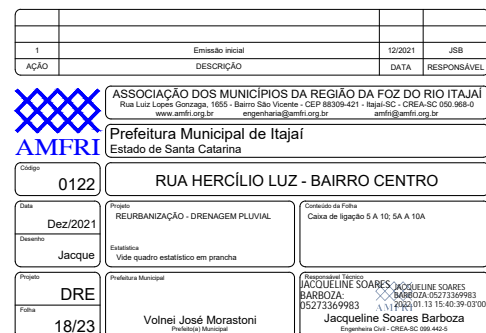 1 Emissão inicial 12/2021 JSB
AÇÃO DESCRIÇÃO DATA RESPONSÁVEL
AMFRI
ASSOCIAÇÃO DOS MUNICÍPIOS DA REGIÃO DA FOZ DO RIO ITAJAÍ
Rua Luiz Lopes Gonzaga, 1655 - Bairro São Vicente - CEP 88309-421 - Itajaí-SC - CREA-SC 050.968-0
www.amfri.org.br engenharia@amfri.org.br amfri@amfri.org.br
Prefeitura Municipal de Itajaí
Estado de Santa Catarina
Código
0122
RUA HERCÍLIO LUZ - BAIRRO CENTRO
Data
Dez/2021
Desenho
Jacque
Projeto
REURBANIZAÇÃO - DRENAGEM PLUVIAL
Estatística
Vide quadro estatístico em prancha
Conteúdo da Folha
Caixa de ligação 5 A 10; 5A A 10A
Projeto
DRE
Folha
18/23
Prefeitura Municipal
Volnei José Morastoni
Prefeito(a) Municipal
Responsável Técnico
JACQUELINE SOARES
BARBOZA:
05273369983
JACQUELINE SOARES
BARBOZA:05273369983
2022.01.13 15:40:39-03'00'
AMFRI
Jacqueline Soares Barboza
Engenheira Civil - CREA-SC 099.442-5